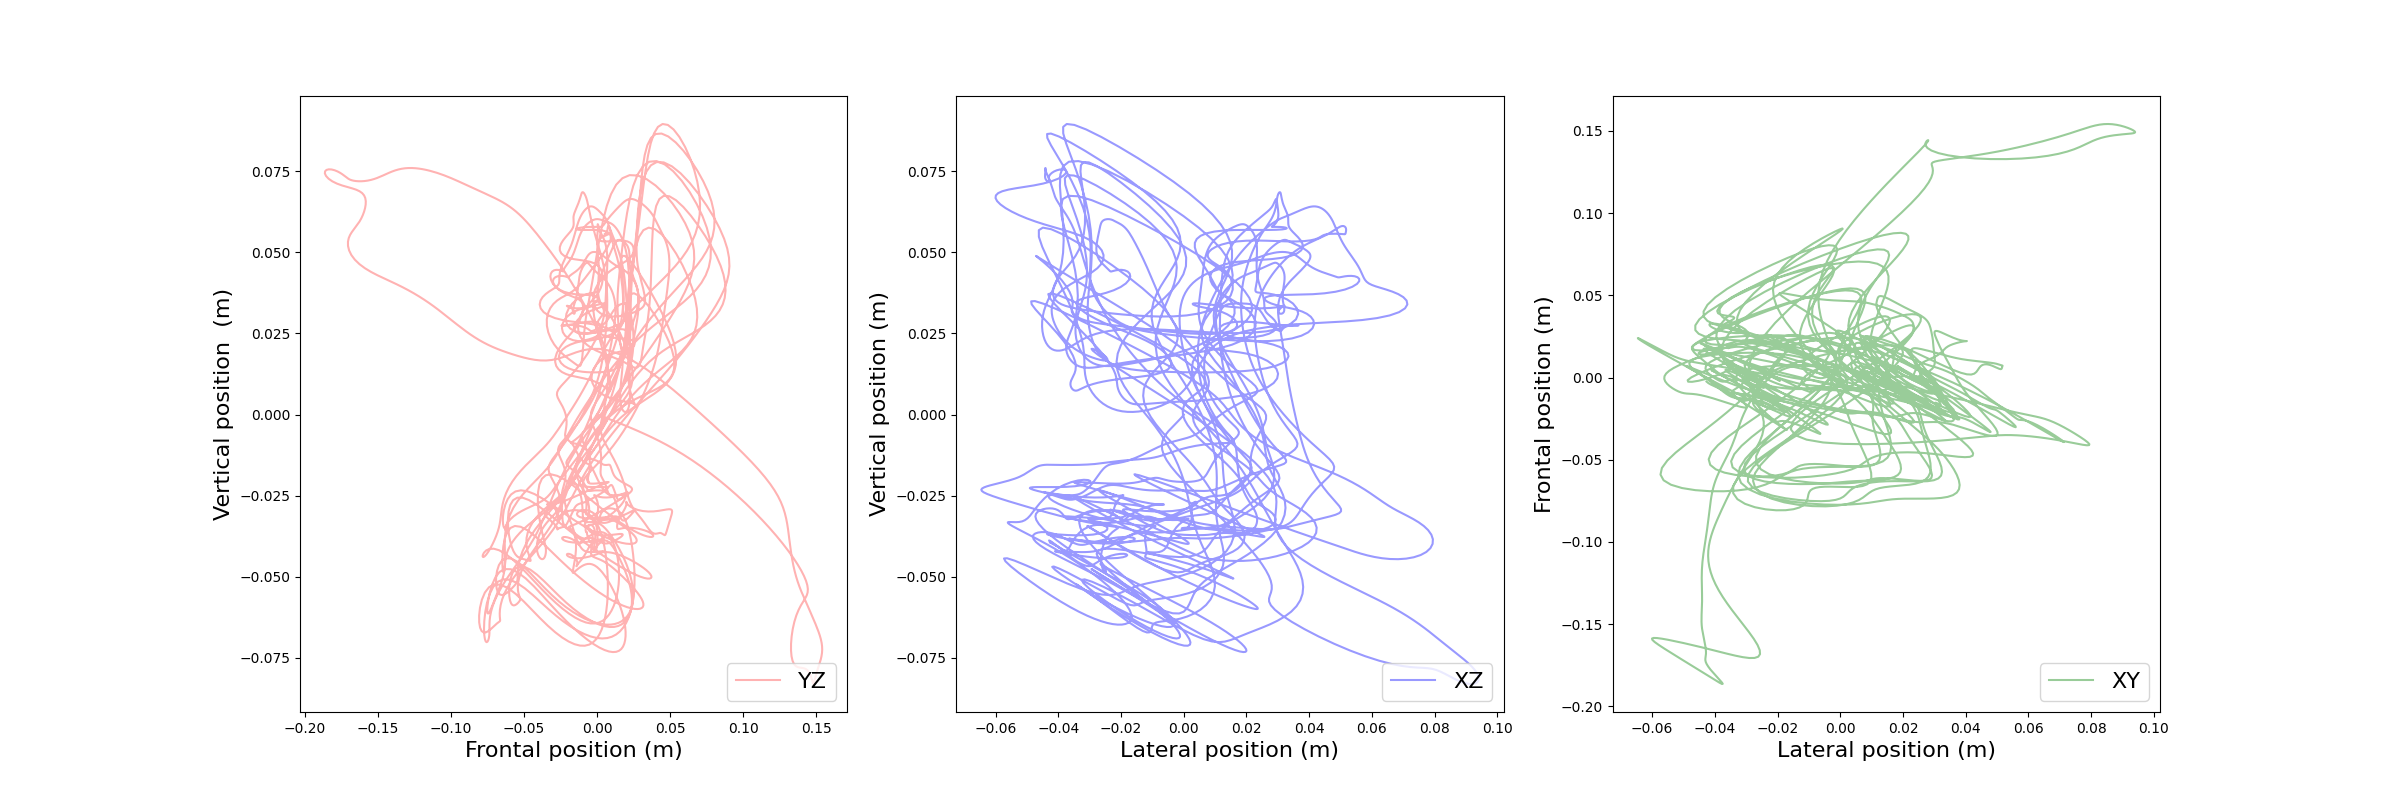 0.075
0.050
0.025
0.000
−0.025
−0.050
−0.075
Vertical position  (m)
−0.20 −0.15 −0.10 −0.05 0.00 0.05 0.10 0.15
Frontal position (m)
YZ
0.075
0.050
0.025
0.000
−0.025
−0.050
−0.075
Vertical position (m)
−0.06 −0.04 −0.02 0.00 0.02 0.04 0.06 0.08 0.10
Lateral position (m)
XZ
0.15
0.10
0.05
0.00
−0.05
−0.10
−0.15
−0.20
Frontal position (m)
−0.06 −0.04 −0.02 0.00 0.02 0.04 0.06 0.08 0.10
Lateral position (m)
XY